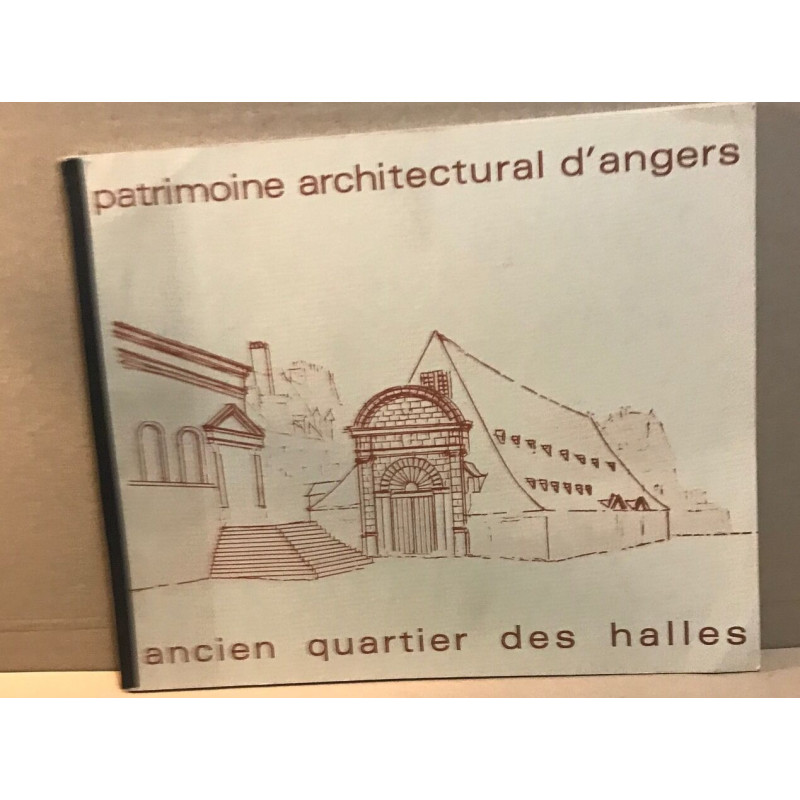 patrimoine architectural d'angers
ancien quartier des halles